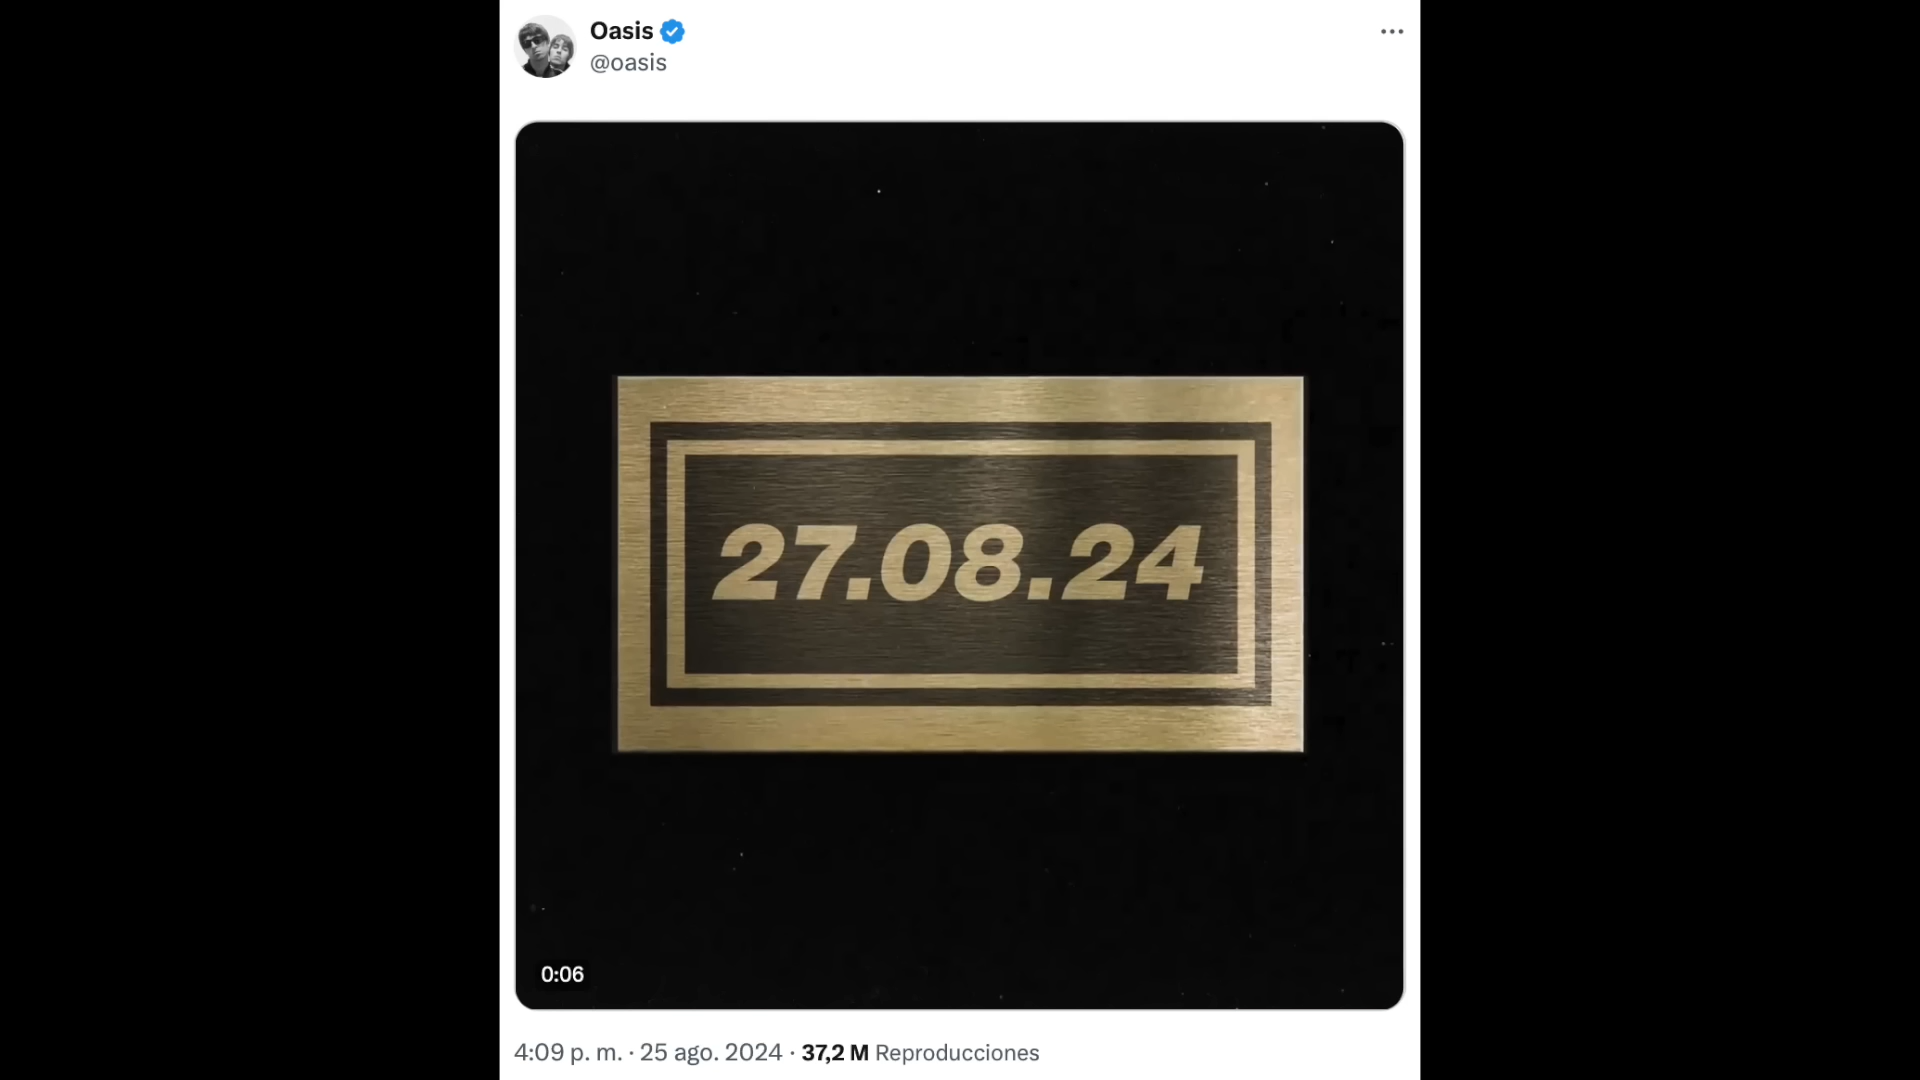 Oasis
@oasis
27.08.24
0:06
4:09 p. m. · 25 ago. 2024 · 37,2 M Reproducciones